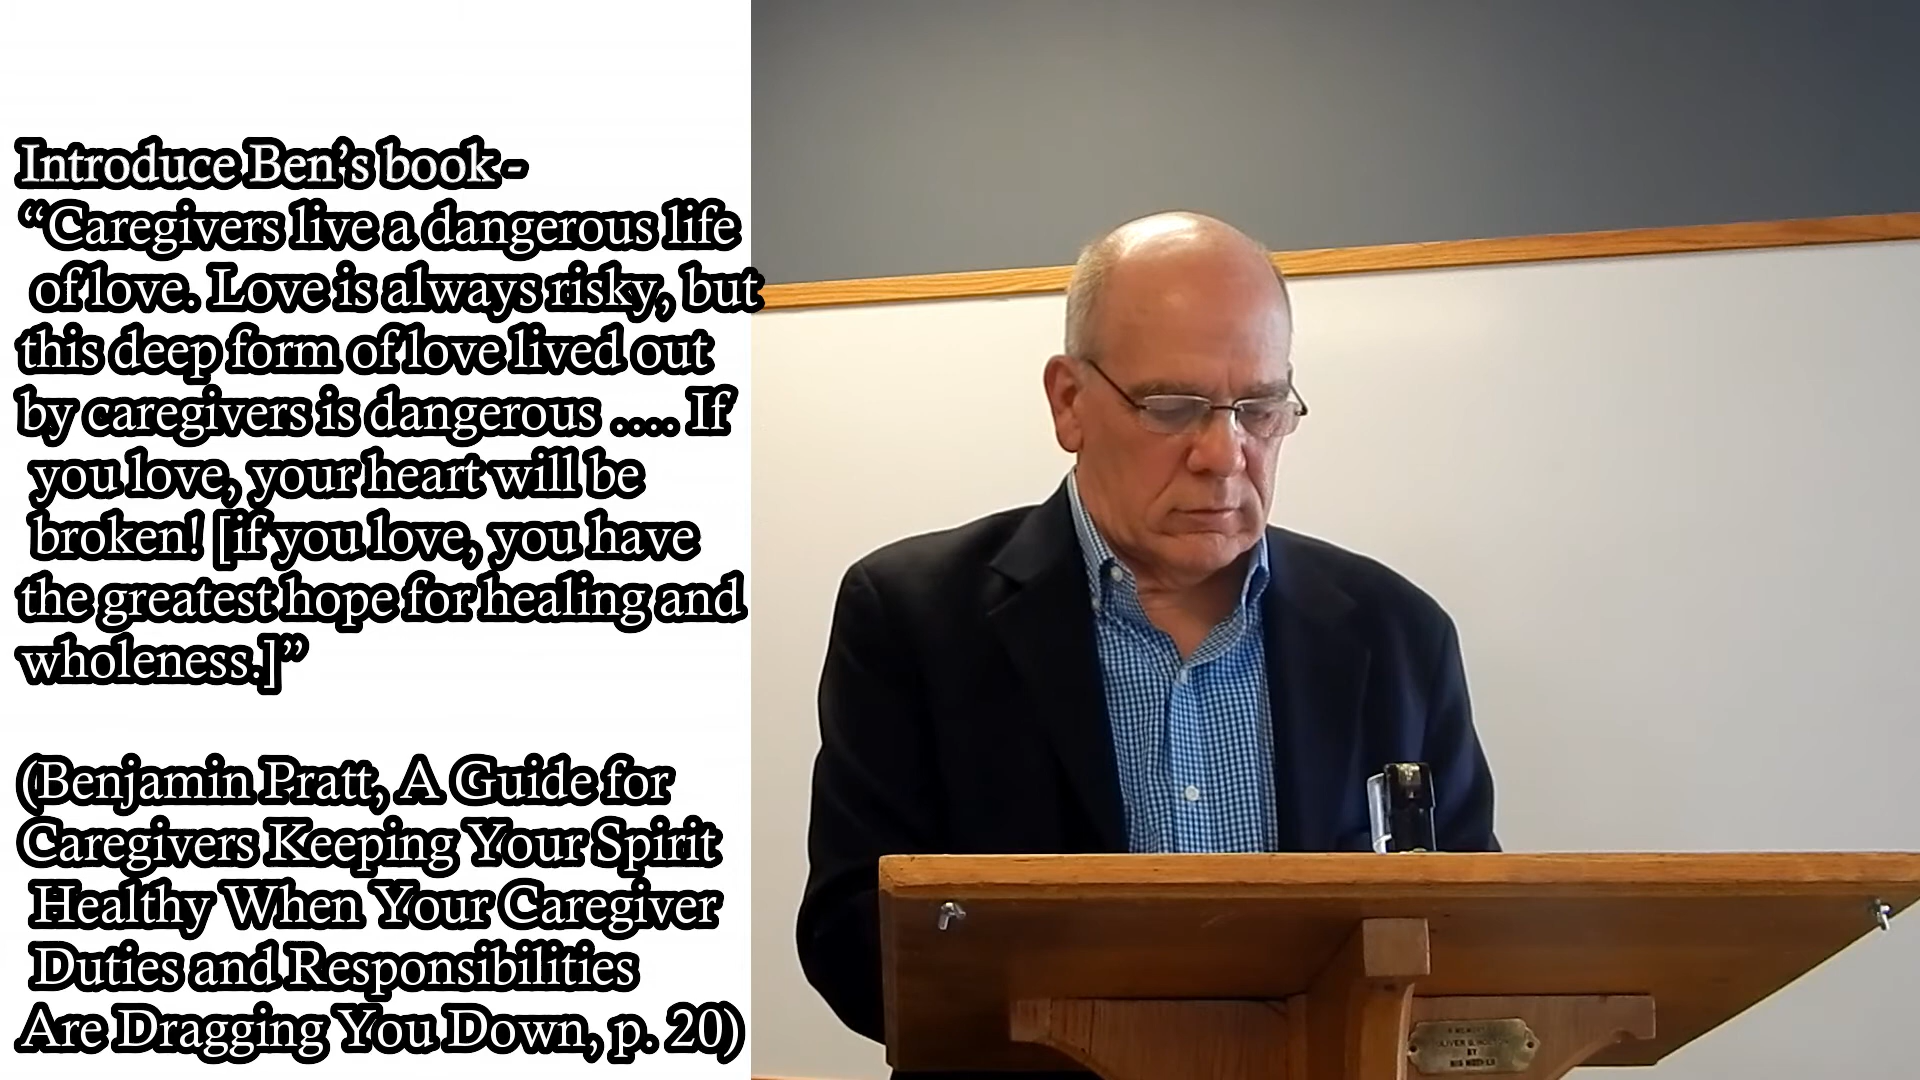 Introduce Ben’s book -
“Caregivers live a dangerous life
of love. Love is always risky, but
this deep form of love lived out
by caregivers is dangerous .... If
you love, your heart will be
broken! [if you love, you have
the greatest hope for healing and
wholeness.]”
(Benjamin Pratt, A Guide for
Caregivers Keeping Your Spirit
Healthy When Your Caregiver
Duties and Responsibilities
Are Dragging You Down, p. 20)
BY
HIS MOTHER